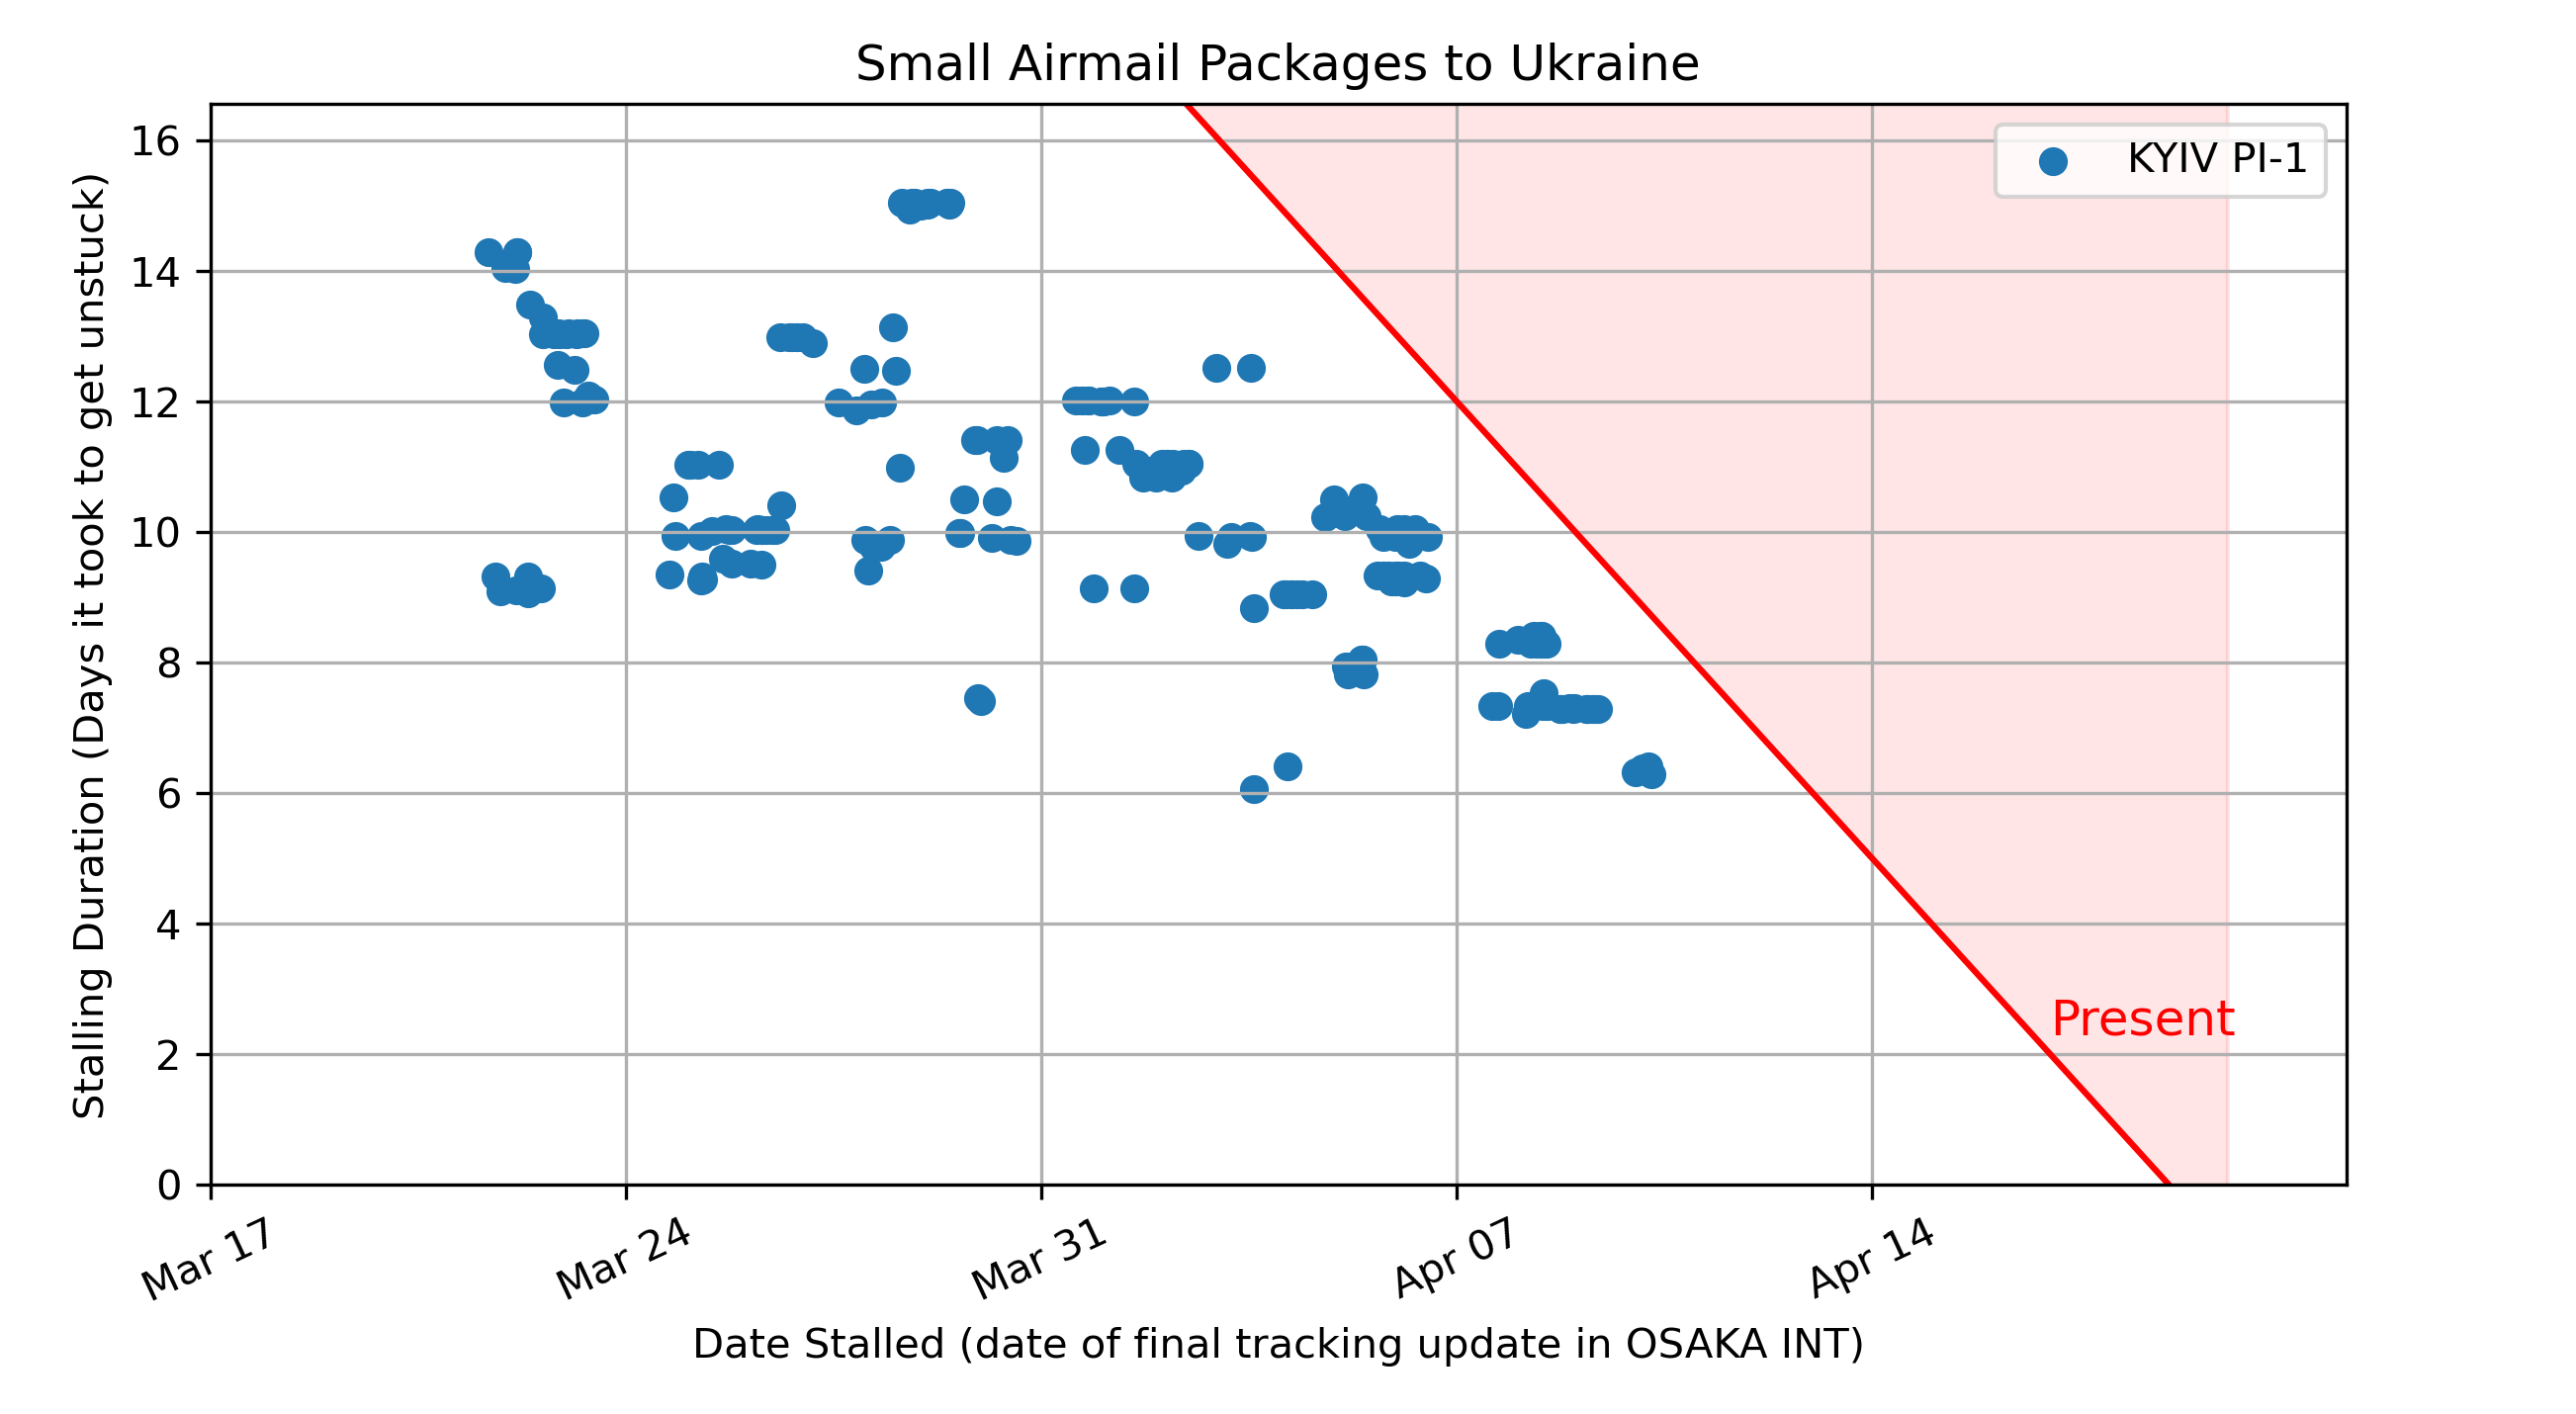 Small Airmail Packages to Ukraine
KYIV PI-1
Stalling Duration (Days it took to get unstuck)
16
14
12
10
8
6
4
2
0
Present
Mar 17
Mar 24
Mar 31
Apr 07
Apr 14
Date Stalled (date of final tracking update in OSAKA INT)